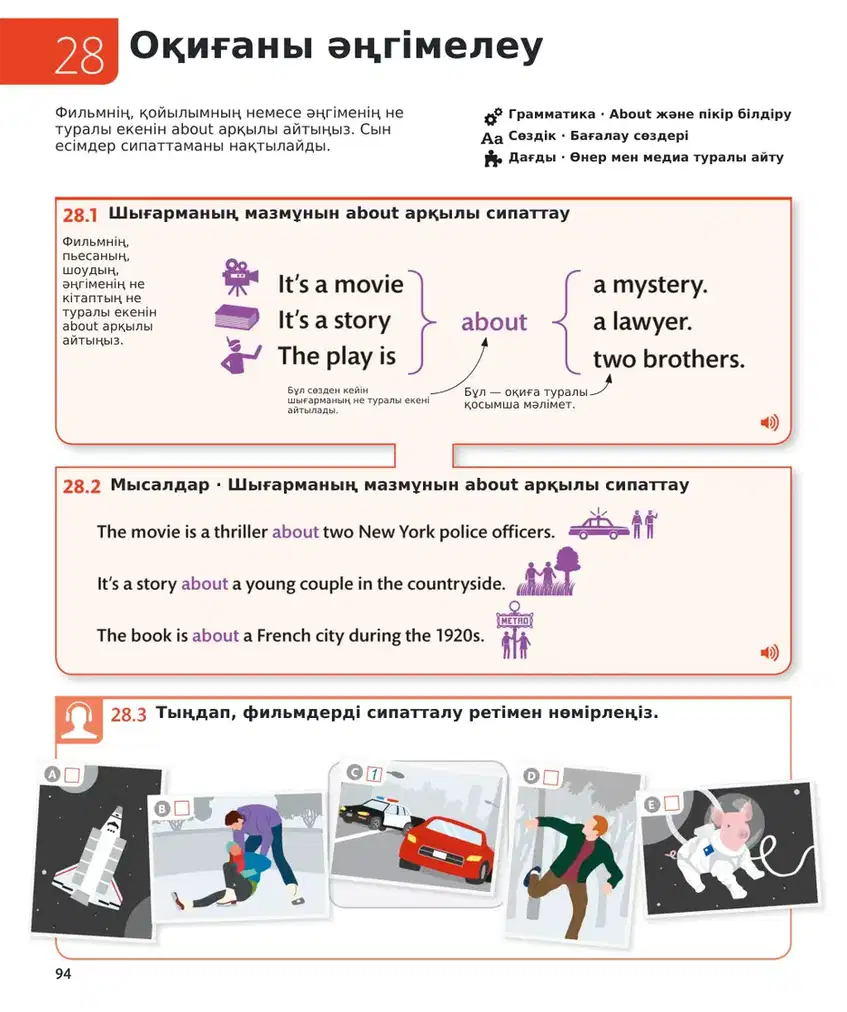 28
Оқиғаны әңгімелеу
Фильмнің, қойылымның немесе әңгіменің не
туралы екенін about арқылы айтыңыз. Сын
есімдер сипаттаманы нақтылайды.
Грамматика · About және пікір білдіру
Aa Сөздік · Бағалау сөздері
Дағды · Өнер мен медиа туралы айту
28.1 Шығарманың мазмұнын about арқылы сипаттау
Фильмнің,
пьесаның,
шоудың,
әңгіменің не
кітаптың не
туралы екенін
about арқылы
айтыңыз.
It's a movie
It's a story
The play is
about
a mystery.
a lawyer.
two brothers.
Бұл сөзден кейін
шығарманың не туралы екені
айтылады.
Бұл — оқиға туралы
қосымша мәлімет.
28.2 Мысалдар · Шығарманың мазмұнын about арқылы сипаттау
The movie is a thriller about two New York police officers.
It's a story about a young couple in the countryside.
METRO
The book is about a French city during the 1920s.
28.3 Тыңдап, фильмдерді сипатталу ретімен нөмірлеңіз.
A
B
C 1
D
E
94